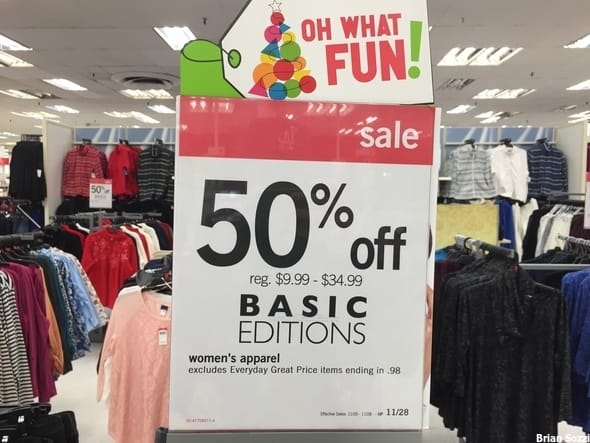 OH WHAT
FUN!
sale
50% off
reg. $9.99 - $34.99
BASIC
EDITIONS
women's apparel
excludes Everyday Great Price items ending in .98
11/28
50% off
Brian Sozzi